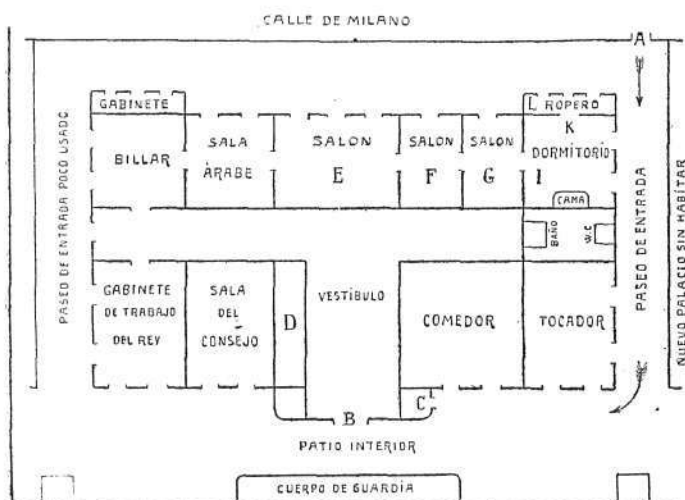 CALLE DE MILANO
A
GABINETE
L ROPERO
K
BILLAR
SALA
ÁRABE
SALON
E
SALON
F
SALON
G
DORMITORIO
I
CAMA
BAÑO
W.C
PASEO DE ENTRADA POCO USADO
PASEO DE ENTRADA
NUEVO PALACIO SIN HABITAR
GABINETE
DE TRABAJO
DEL REY
SALA
DEL
CONSEJO
D
VESTÍBULO
COMEDOR
TOCADOR
B
C
PATIO INTERIOR
CUERPO DE GUARDIA